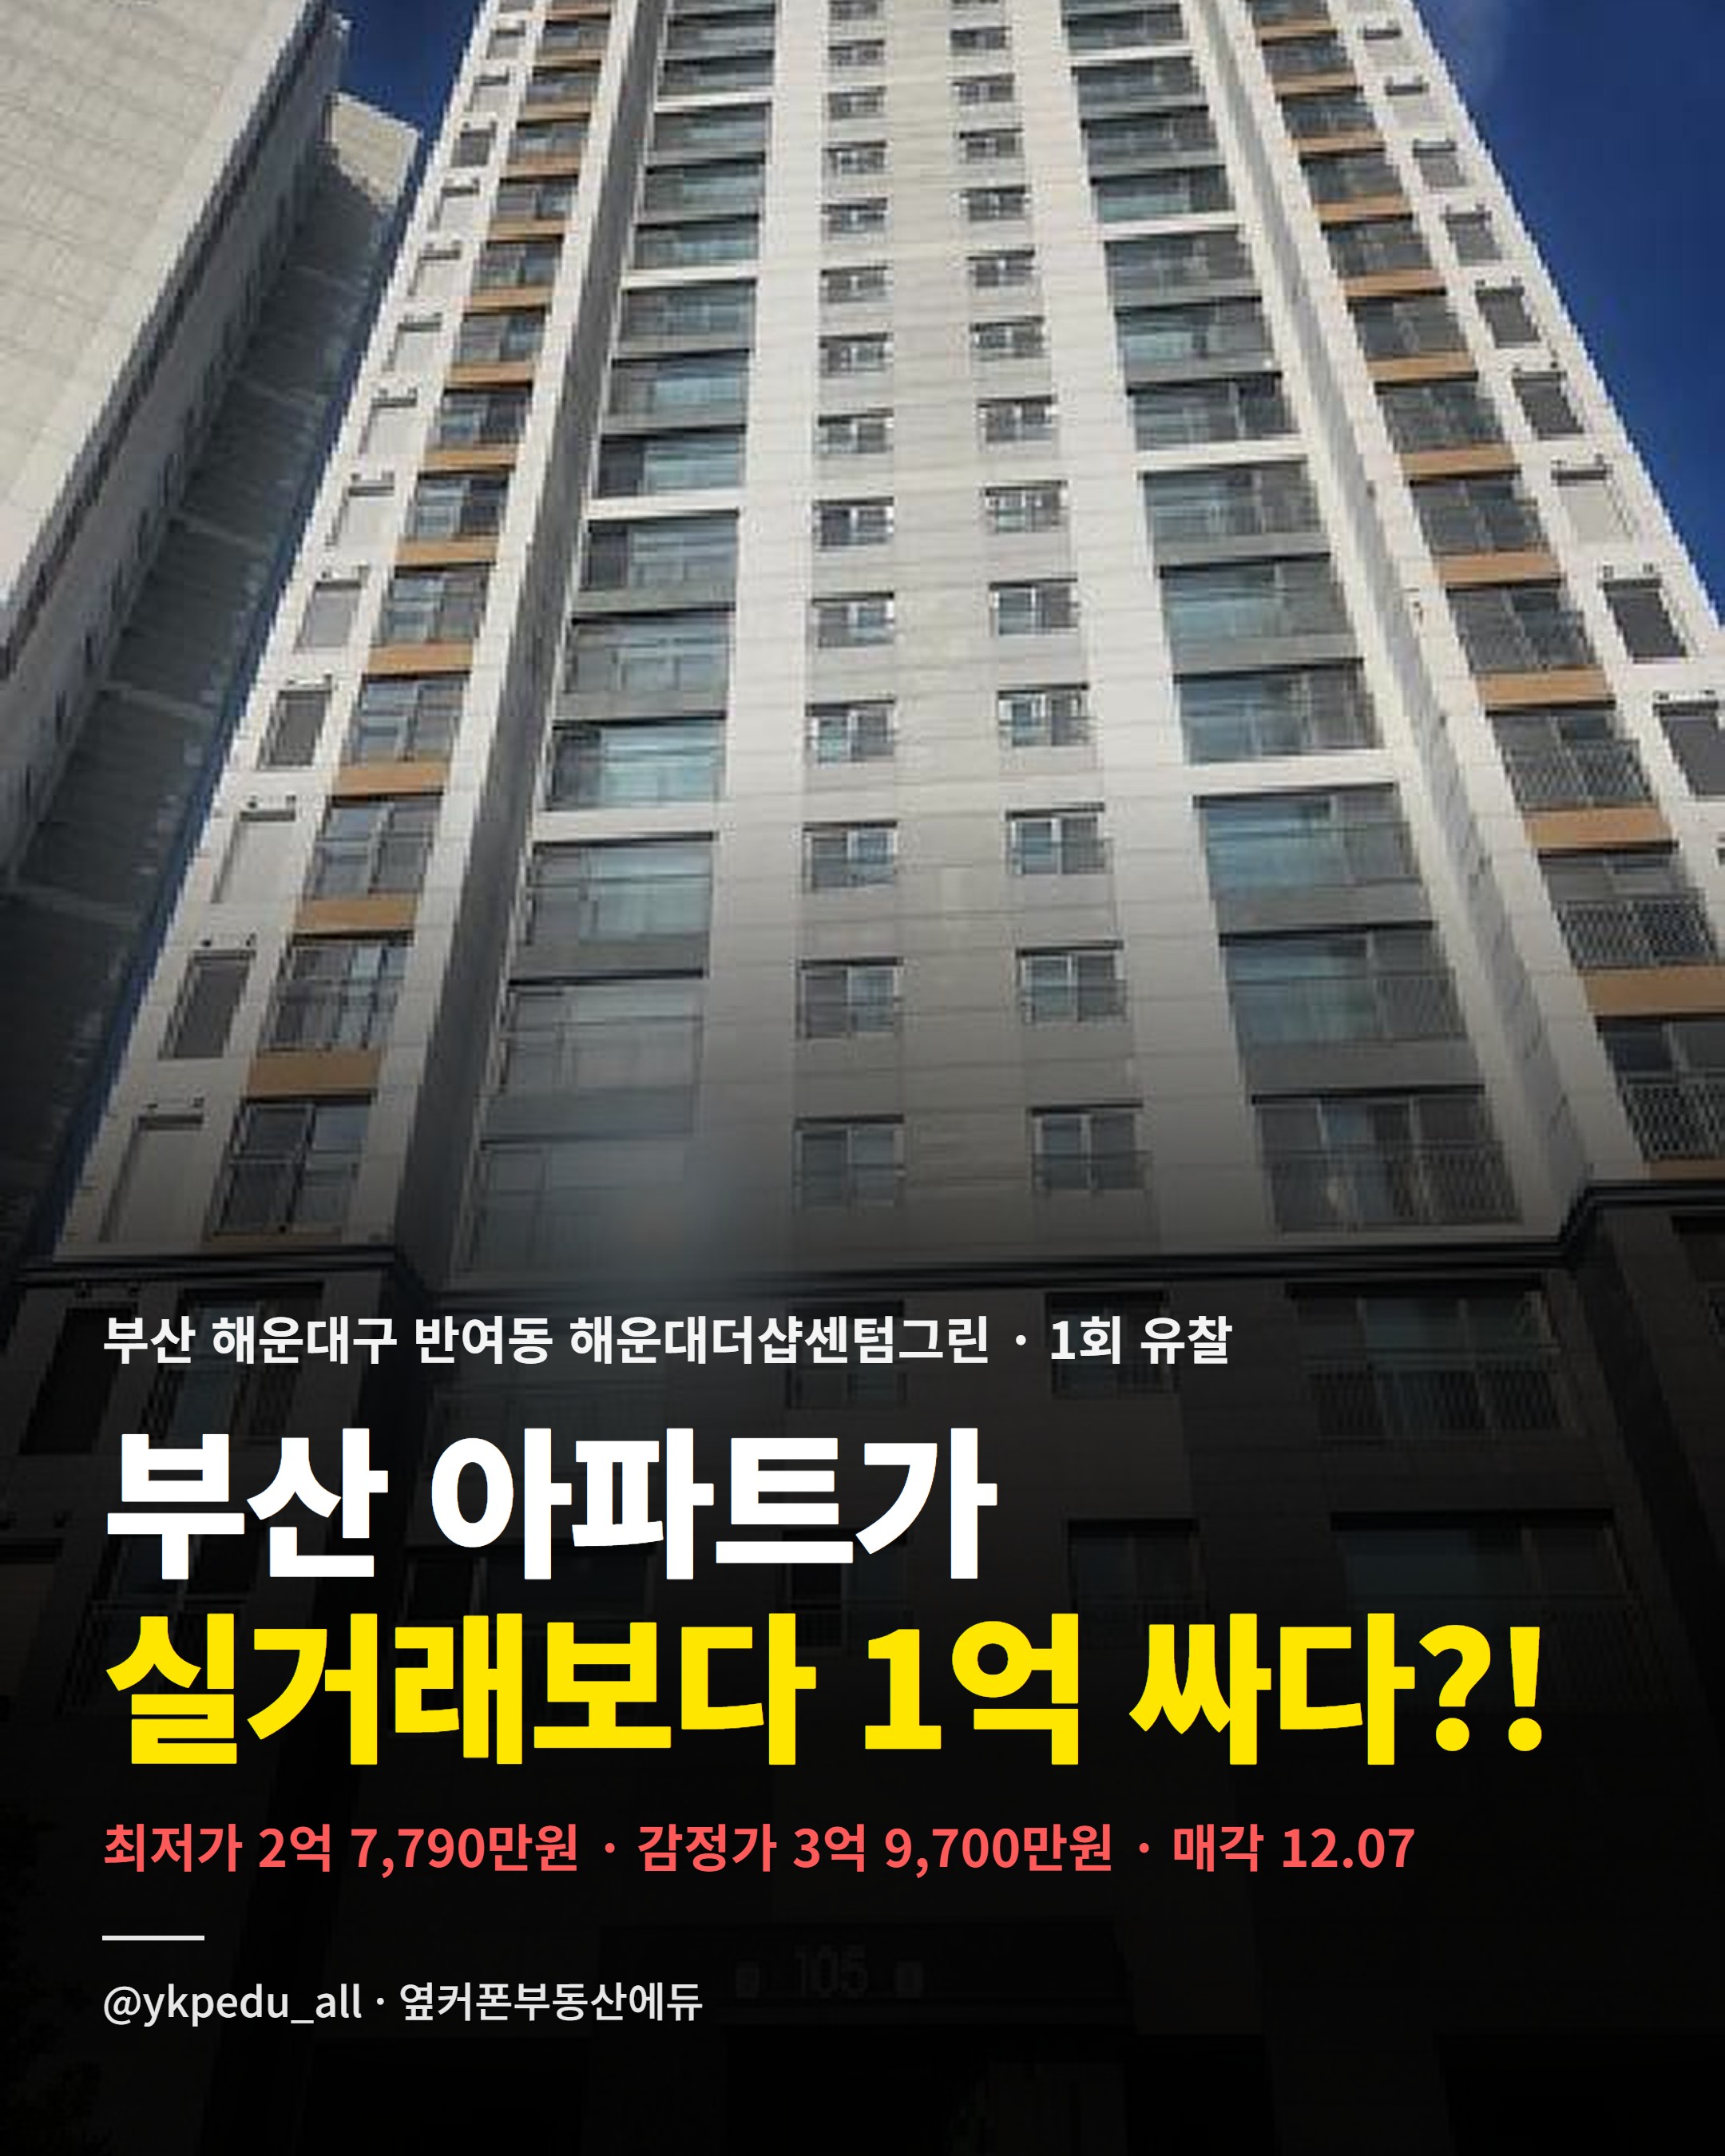 부산 해운대구 반여동 해운대더샵센텀그린 · 1회 유찰
부산 아파트가
실거래보다 1억 싸다?!
최저가 2억 7,790만원 · 감정가 3억 9,700만원 · 매각 12.07
105
@ykpedu_all · 옆커폰부동산에듀